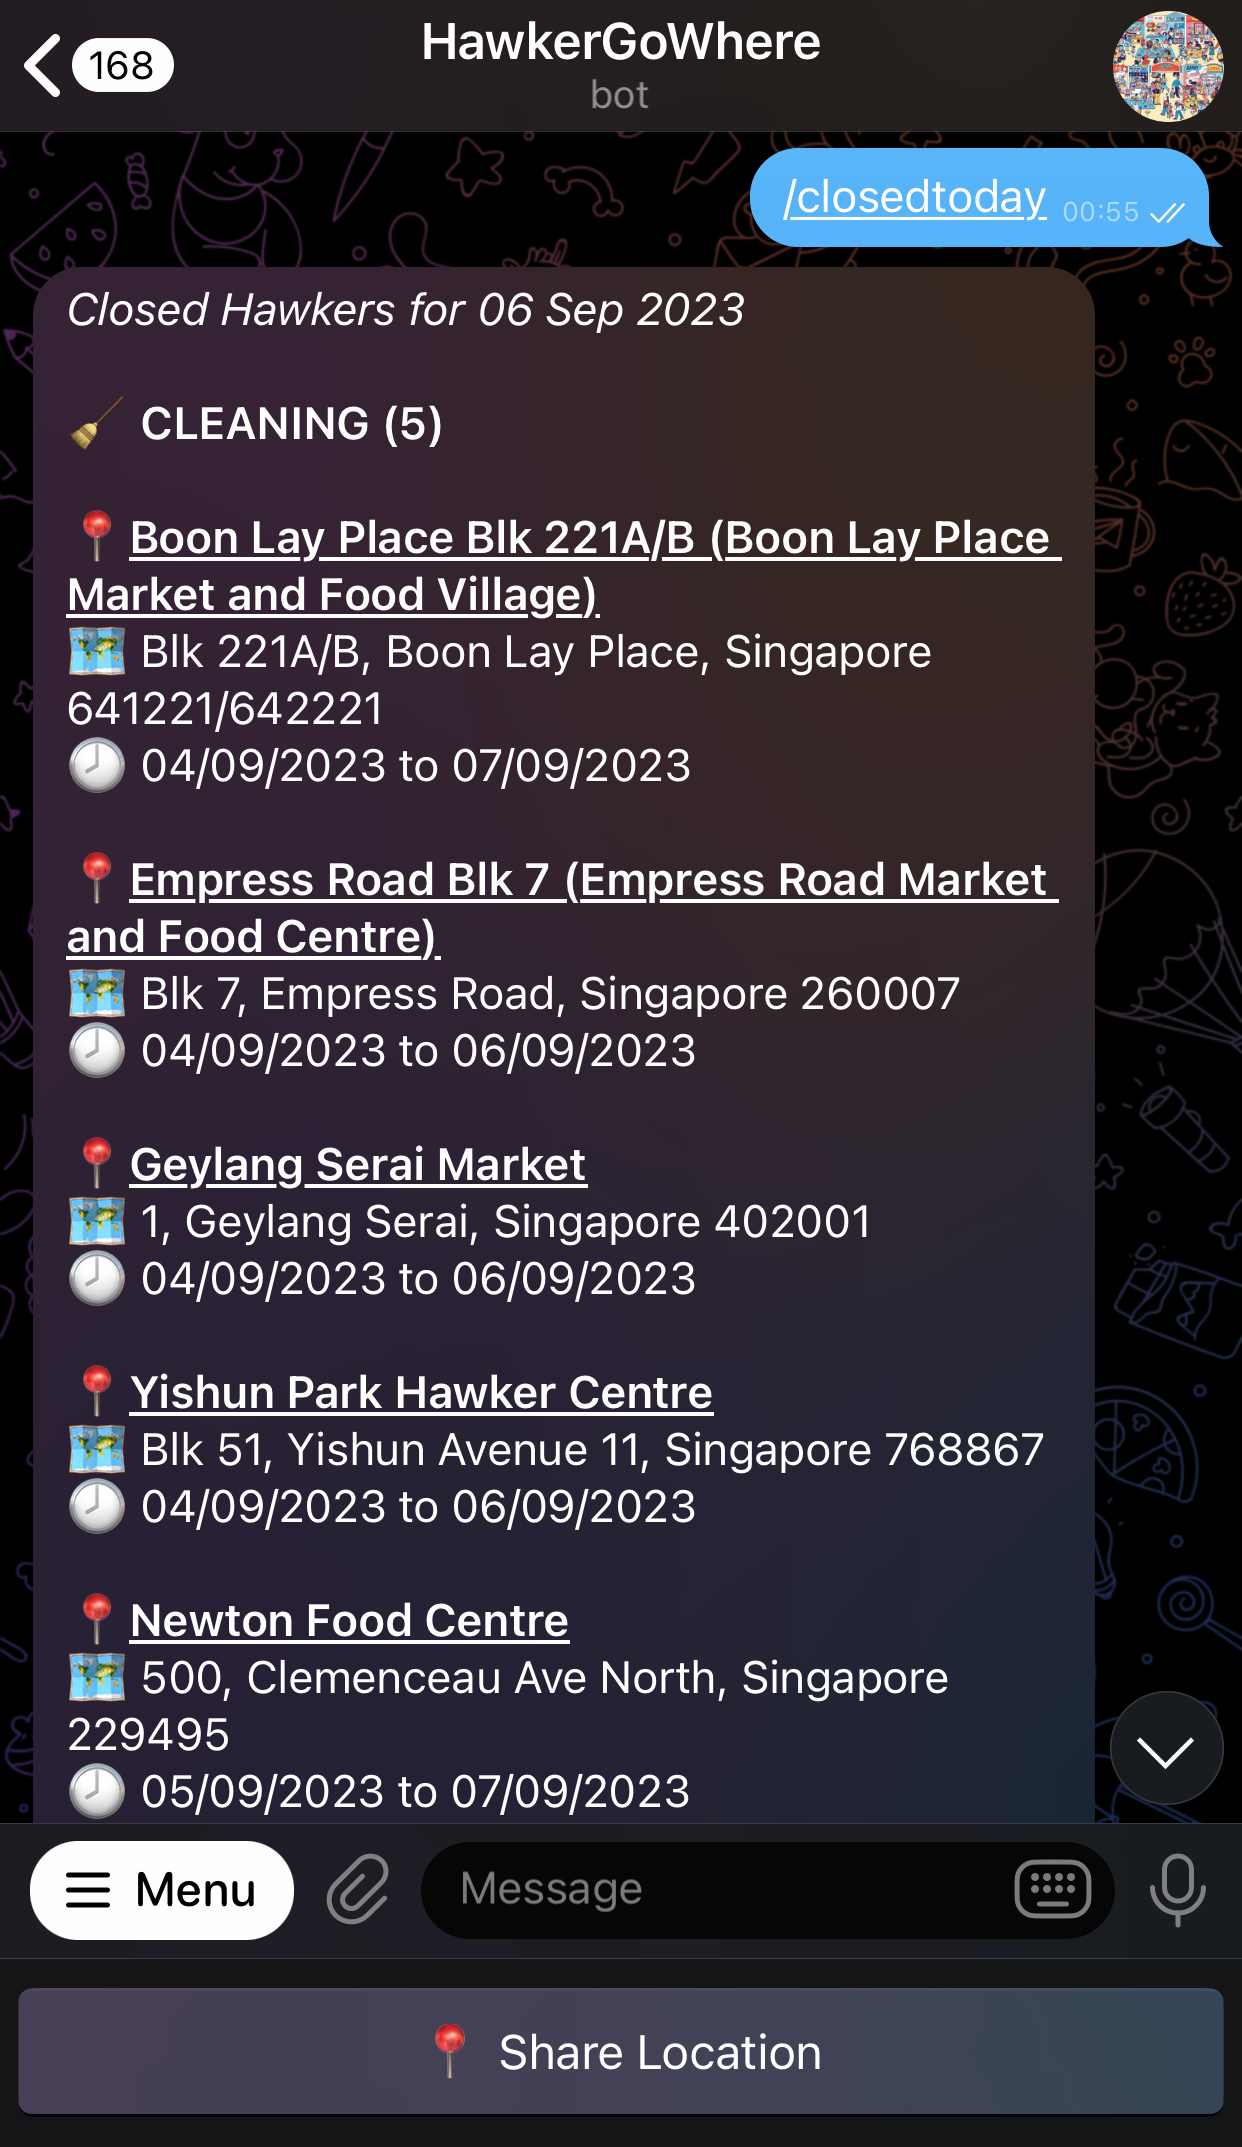 168
HawkerGoWhere
bot
/closedtoday 00:55
Closed Hawkers for 06 Sep 2023
🧹 CLEANING (5)
📍Boon Lay Place Blk 221A/B (Boon Lay Place
Market and Food Village)
🗺 Blk 221A/B, Boon Lay Place, Singapore
641221/642221
🕗 04/09/2023 to 07/09/2023
📍Empress Road Blk 7 (Empress Road Market
and Food Centre)
🗺 Blk 7, Empress Road, Singapore 260007
🕗 04/09/2023 to 06/09/2023
📍Geylang Serai Market
🗺 1, Geylang Serai, Singapore 402001
🕗 04/09/2023 to 06/09/2023
📍Yishun Park Hawker Centre
🗺 Blk 51, Yishun Avenue 11, Singapore 768867
🕗 04/09/2023 to 06/09/2023
📍Newton Food Centre
🗺 500, Clemenceau Ave North, Singapore
229495
🕗 05/09/2023 to 07/09/2023
Menu
Message
📍 Share Location